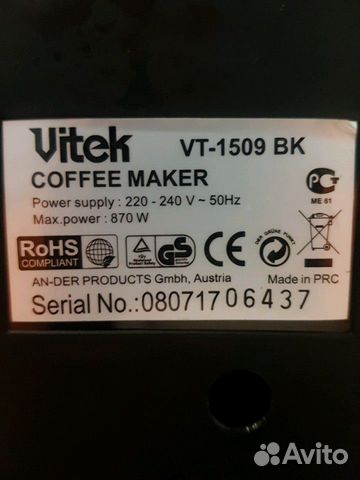 Vitek VT-1509 BK
COFFEE MAKER
Power supply : 220 - 240 V ~ 50Hz
Max. power : 870 W
ME 61
RoHS
COMPLIANT
GS
AN-DER PRODUCTS Gmbh, Austria Made in PRC
Serial No.:08071706437
Avito